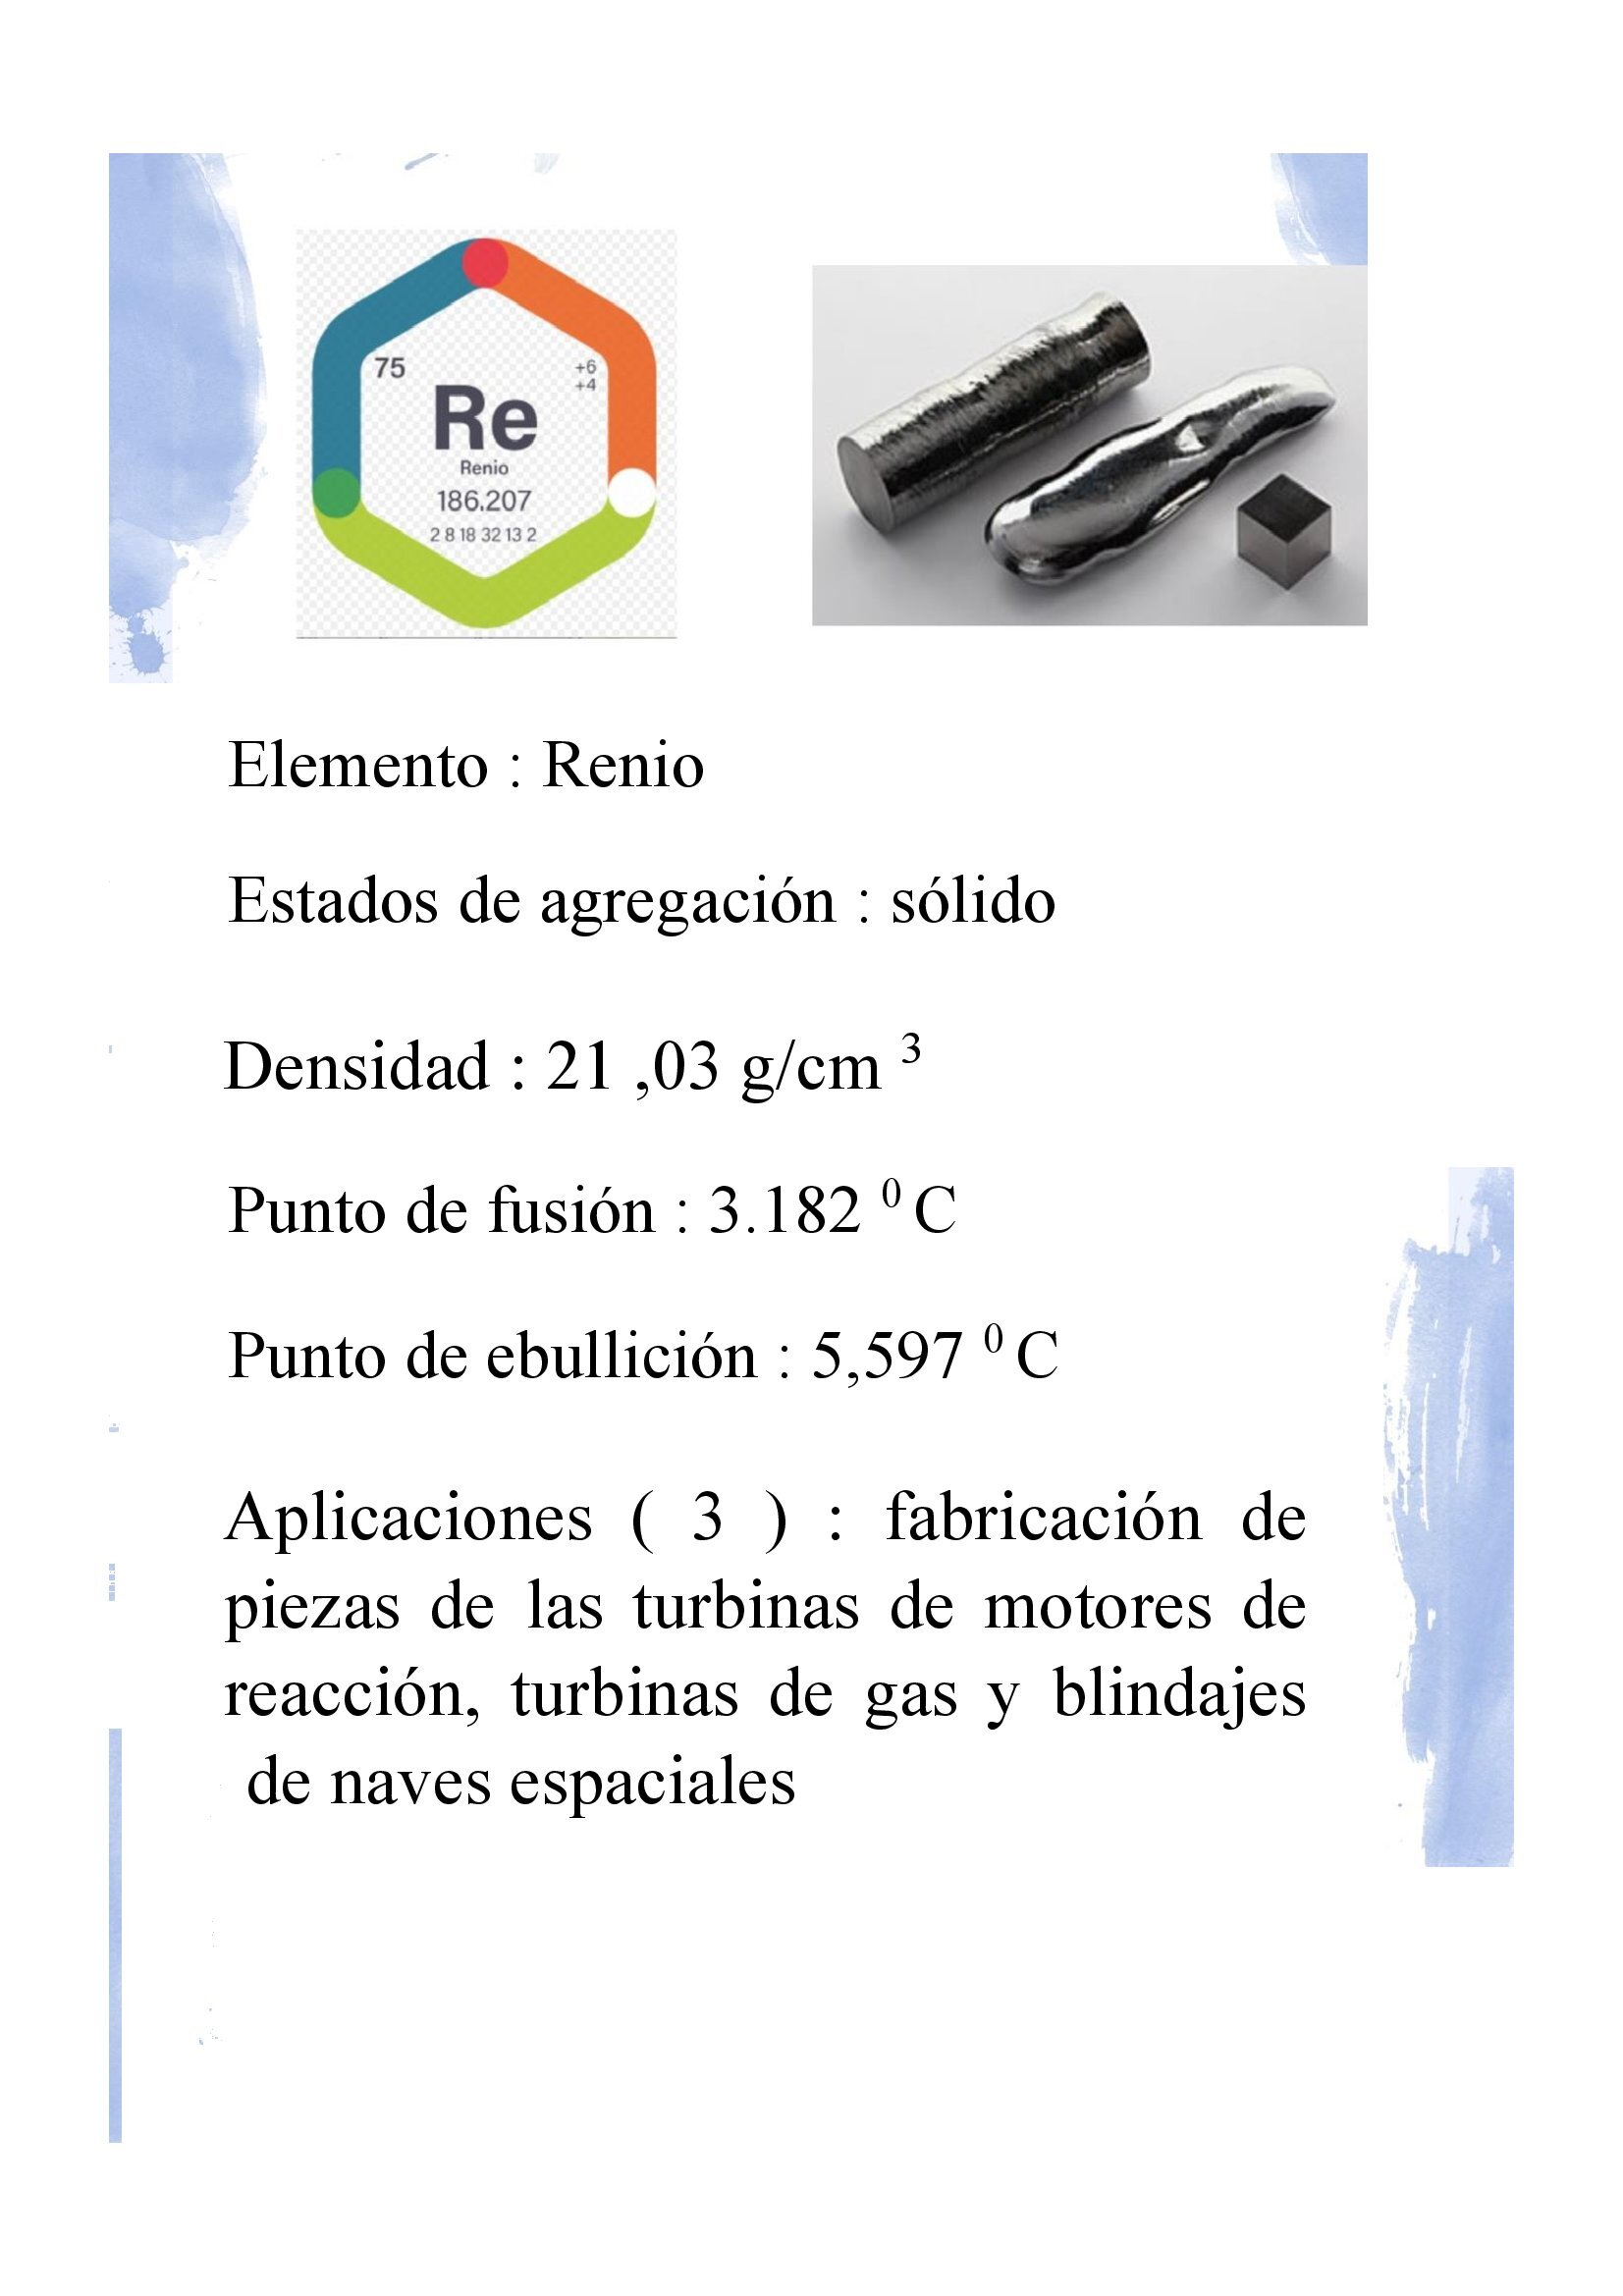 75
+6
+4
Re
Renio
186.207
2 8 18 32 13 2
Elemento : Renio
Estados de agregación : sólido
Densidad : 21 ,03 g/cm ³
Punto de fusión : 3.182 ⁰ C
Punto de ebullición : 5,597 ⁰ C
Aplicaciones ( 3 ) : fabricación de
piezas de las turbinas de motores de
reacción, turbinas de gas y blindajes
de naves espaciales